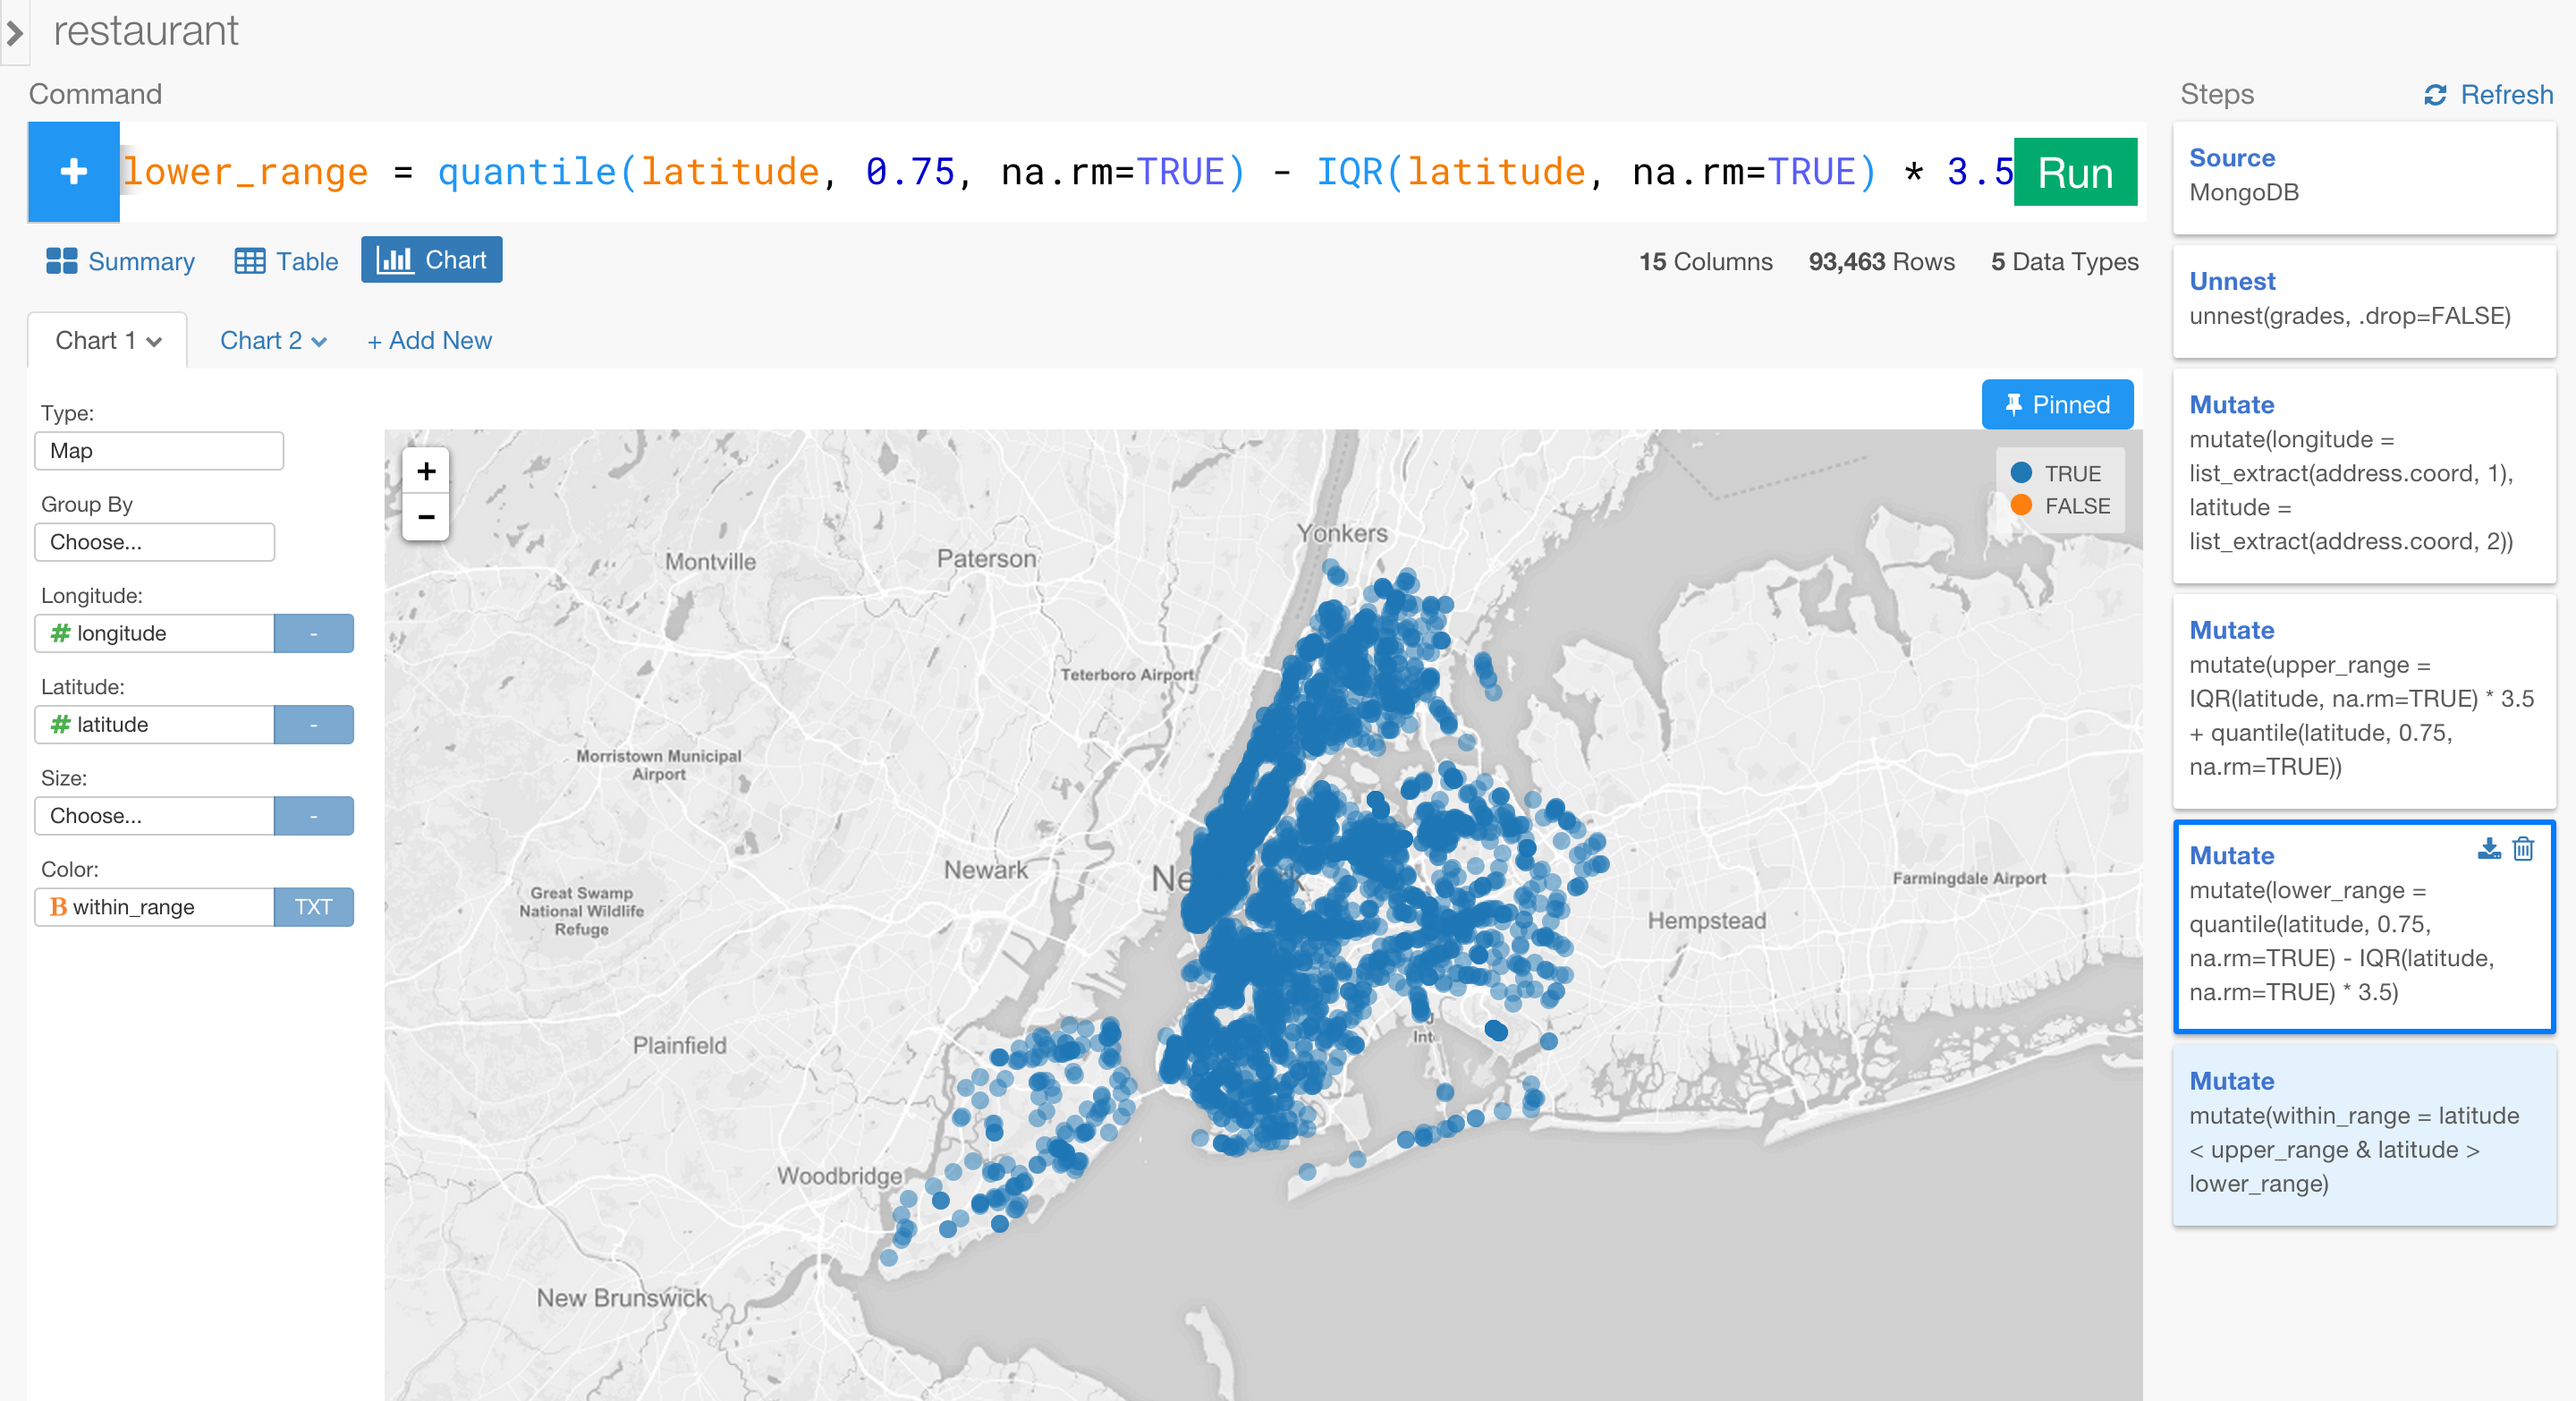 restaurant
Command
lower_range = quantile(latitude, 0.75, na.rm=TRUE) - IQR(latitude, na.rm=TRUE) * 3.5
Run
Summary
Table
Chart
15 Columns 93,463 Rows 5 Data Types
Chart 1
Chart 2
+ Add New
Pinned
Type:
Map
Group By
Choose...
Longitude:
# longitude
-
Latitude:
# latitude
-
Size:
Choose...
-
Color:
B within_range
TXT
+
−
TRUE
FALSE
Yonkers
Montville
Paterson
Teterboro Airport
Morristown Municipal
Airport
Newark
Great Swamp
National Wildlife
Refuge
Farmingdale Airport
Hempstead
Int
Plainfield
Woodbridge
New Brunswick
Steps
Refresh
Source
MongoDB
Unnest
unnest(grades, .drop=FALSE)
Mutate
mutate(longitude =
list_extract(address.coord, 1),
latitude =
list_extract(address.coord, 2))
Mutate
mutate(upper_range =
IQR(latitude, na.rm=TRUE) * 3.5
+ quantile(latitude, 0.75,
na.rm=TRUE))
Mutate
mutate(lower_range =
quantile(latitude, 0.75,
na.rm=TRUE) - IQR(latitude,
na.rm=TRUE) * 3.5)
Mutate
mutate(within_range = latitude
< upper_range & latitude >
lower_range)